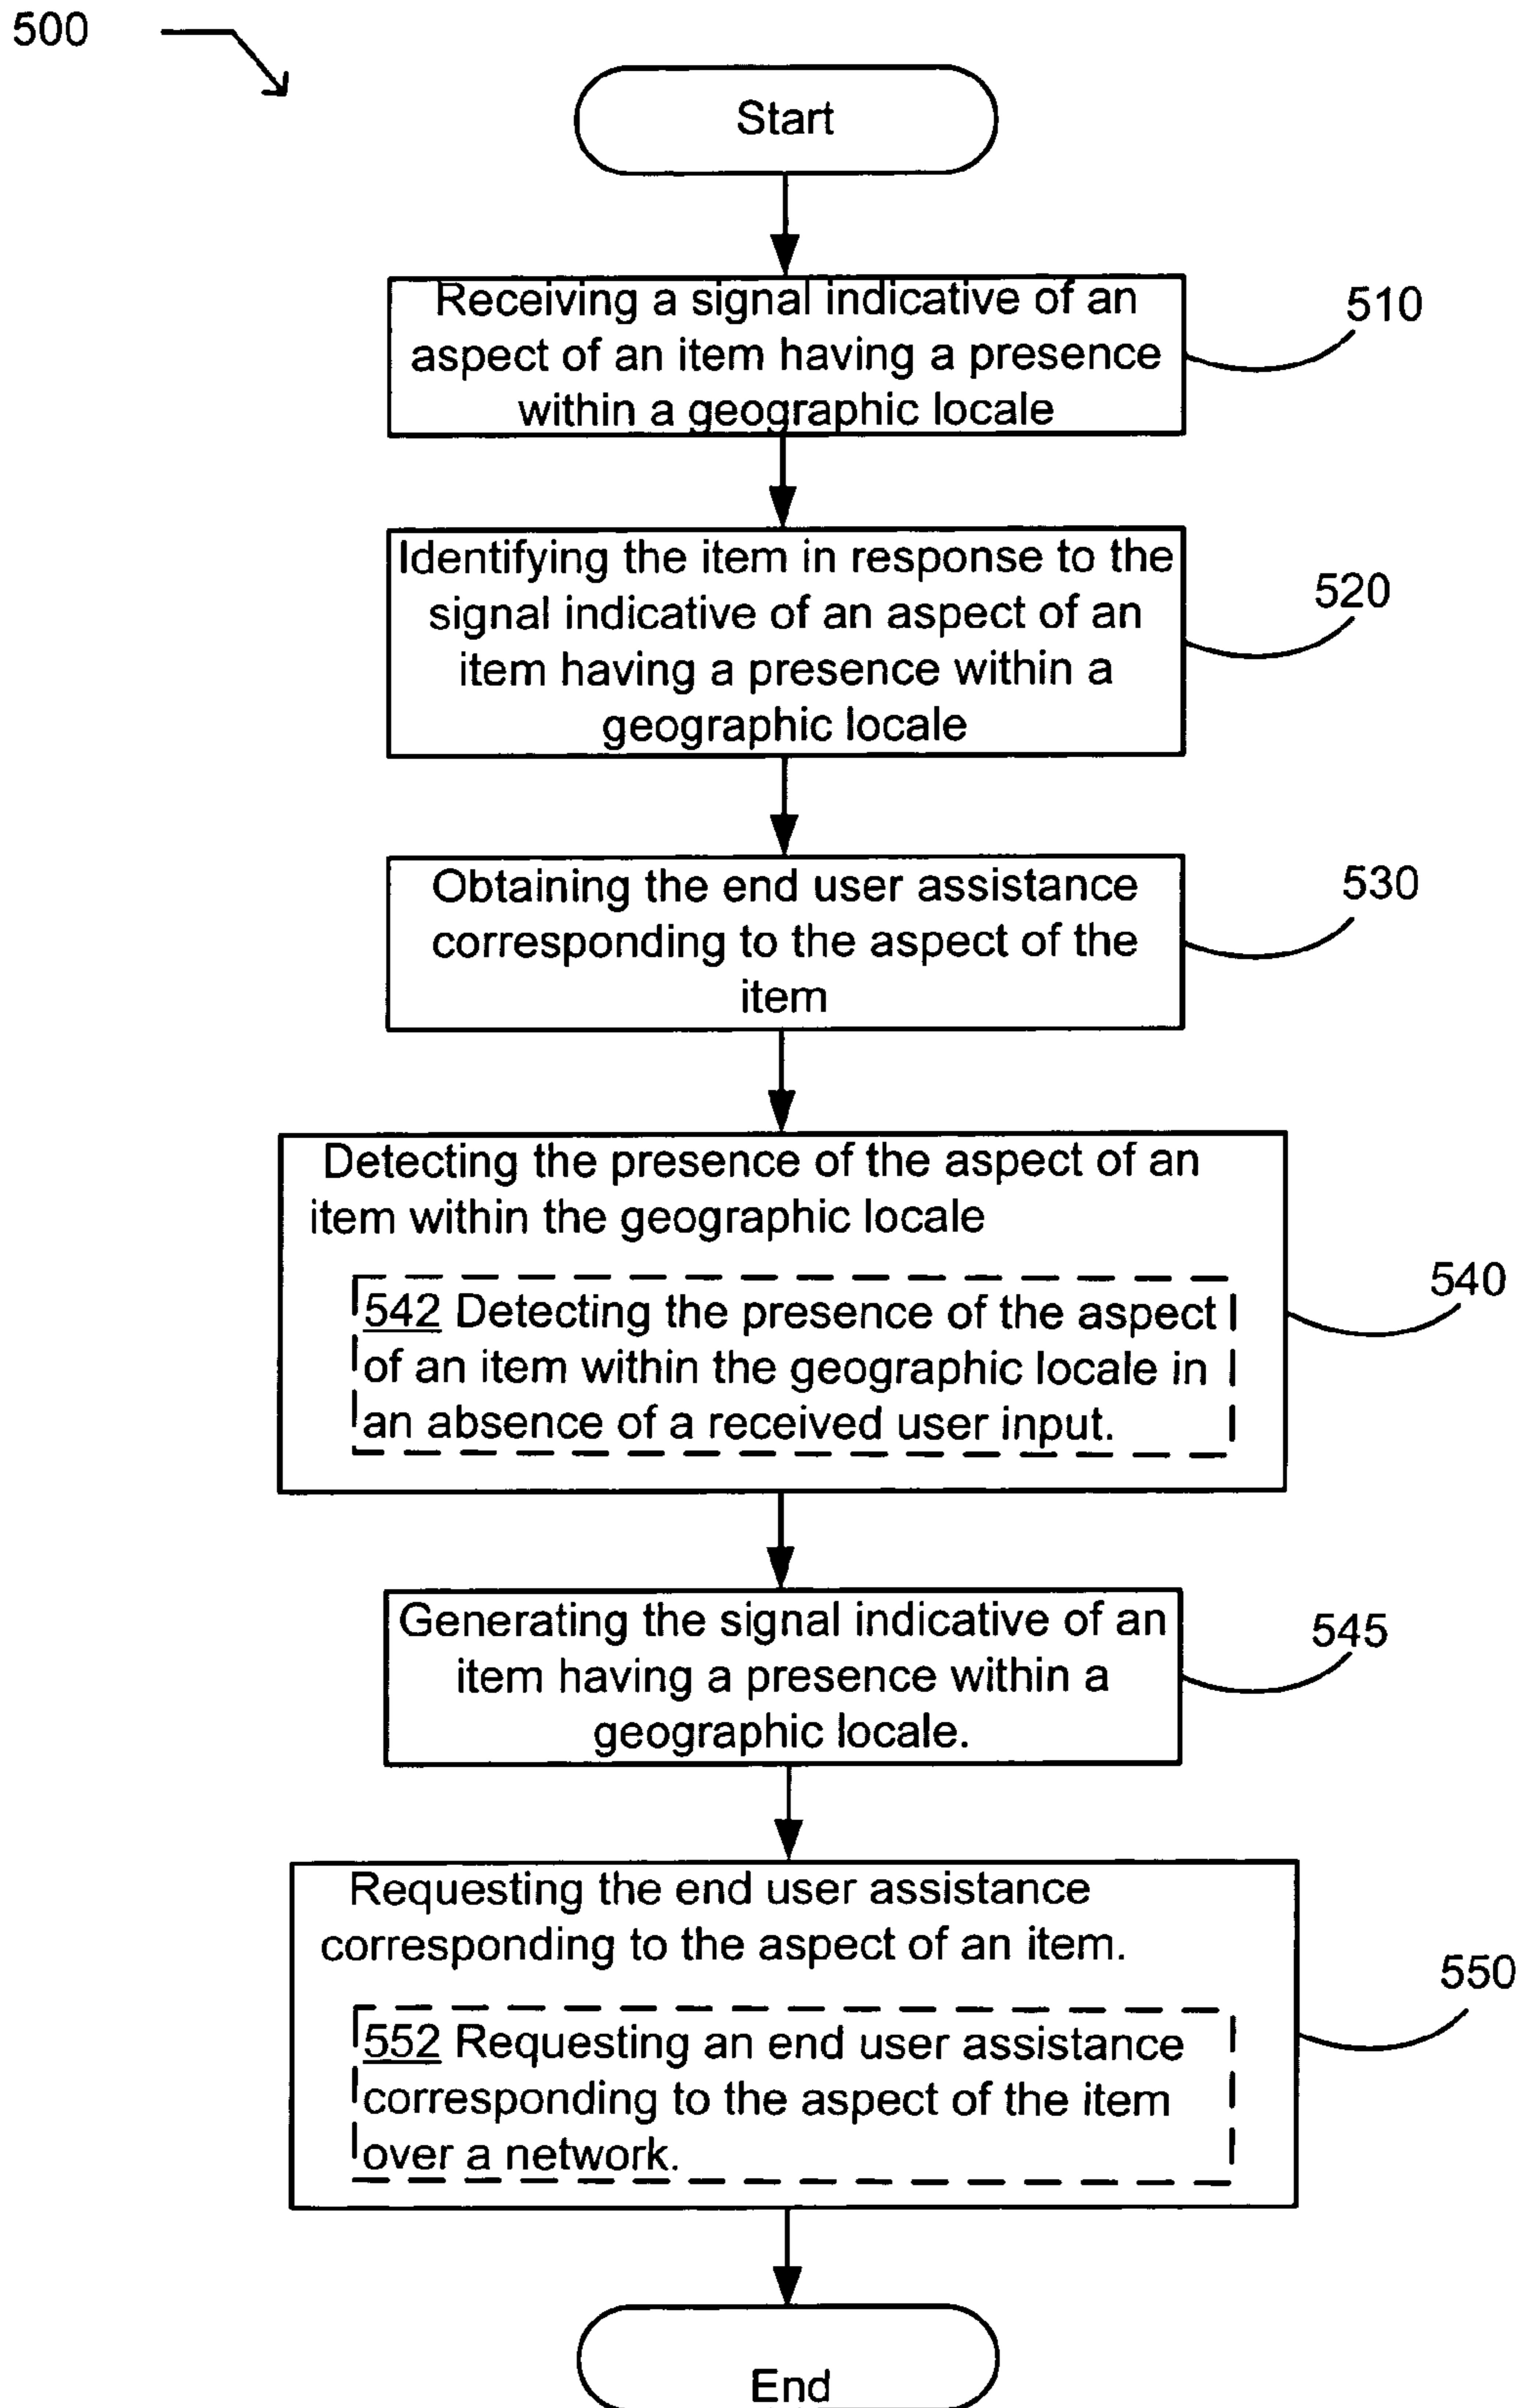 500
Start
Receiving a signal indicative of an
aspect of an item having a presence
within a geographic locale
510
Identifying the item in response to the
signal indicative of an aspect of an
item having a presence within a
geographic locale
520
Obtaining the end user assistance
corresponding to the aspect of the
item
530
Detecting the presence of the aspect of an
item within the geographic locale
542 Detecting the presence of the aspect
of an item within the geographic locale in
an absence of a received user input.
540
Generating the signal indicative of an
item having a presence within a
geographic locale.
545
Requesting the end user assistance
corresponding to the aspect of an item.
552 Requesting an end user assistance
corresponding to the aspect of the item
over a network.
550
End